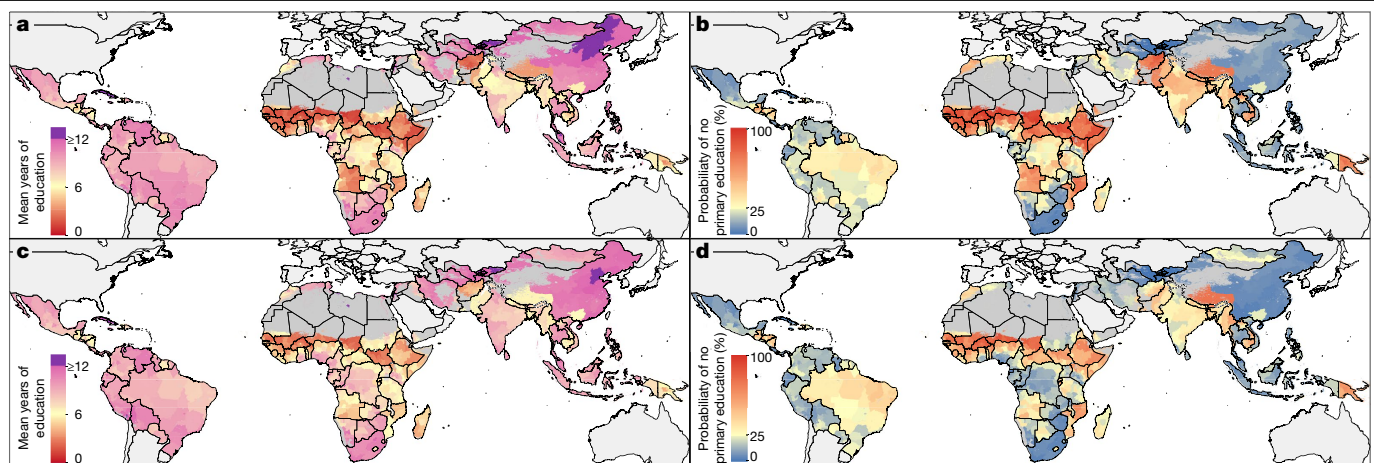 a
Mean years of
education
≥12
6
0
b
Probabiliaty of no
primary education (%)
100
25
0
c
Mean years of
education
≥12
6
0
d
Probabiliaty of no
primary education (%)
100
25
0